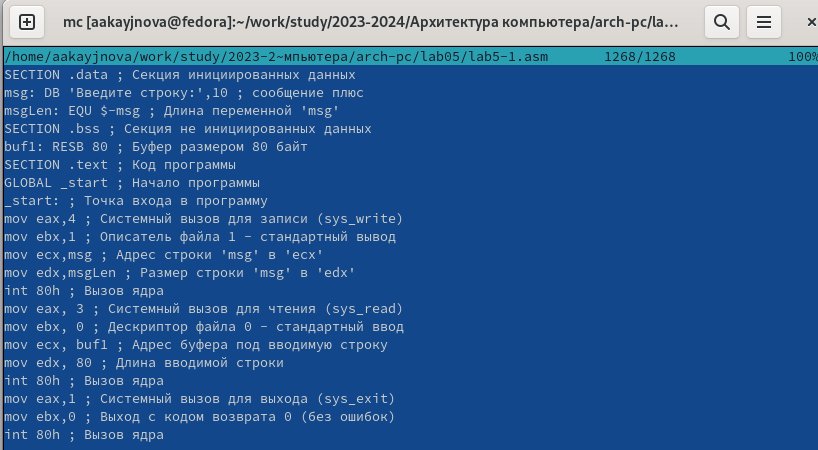 mc [aakayjnova@fedora]:~/work/study/2023-2024/Архитектура компьютера/arch-pc/la...
/home/aakayjnova/work/study/2023-2~мпьютера/arch-pc/lab05/lab5-1.asm 1268/1268 100%
SECTION .data ; Секция инициированных данных
msg: DB 'Введите строку:',10 ; сообщение плюс
msgLen: EQU $-msg ; Длина переменной 'msg'
SECTION .bss ; Секция не инициированных данных
buf1: RESB 80 ; Буфер размером 80 байт
SECTION .text ; Код программы
GLOBAL _start ; Начало программы
_start: ; Точка входа в программу
mov eax,4 ; Системный вызов для записи (sys_write)
mov ebx,1 ; Описатель файла 1 - стандартный вывод
mov ecx,msg ; Адрес строки 'msg' в 'ecx'
mov edx,msgLen ; Размер строки 'msg' в 'edx'
int 80h ; Вызов ядра
mov eax, 3 ; Системный вызов для чтения (sys_read)
mov ebx, 0 ; Дескриптор файла 0 - стандартный ввод
mov ecx, buf1 ; Адрес буфера под вводимую строку
mov edx, 80 ; Длина вводимой строки
int 80h ; Вызов ядра
mov eax,1 ; Системный вызов для выхода (sys_exit)
mov ebx,0 ; Выход с кодом возврата 0 (без ошибок)
int 80h ; Вызов ядра